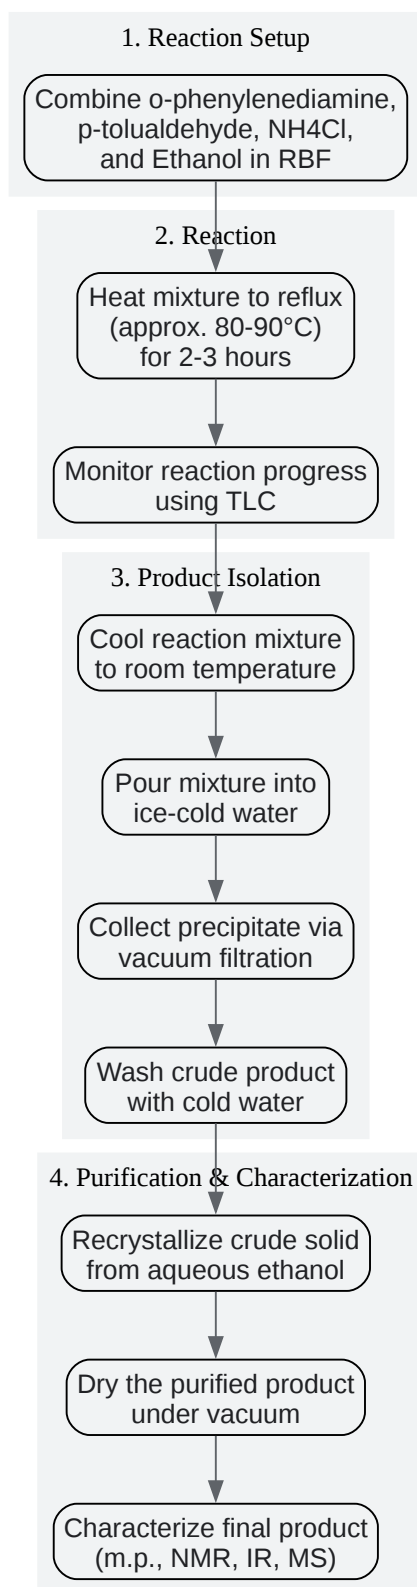 1. Reaction Setup
Combine o-phenylenediamine,
p-tolualdehyde, NH4Cl,
and Ethanol in RBF
2. Reaction
Heat mixture to reflux
(approx. 80-90°C)
for 2-3 hours
Monitor reaction progress
using TLC
3. Product Isolation
Cool reaction mixture
to room temperature
Pour mixture into
ice-cold water
Collect precipitate via
vacuum filtration
Wash crude product
with cold water
4. Purification & Characterization
Recrystallize crude solid
from aqueous ethanol
Dry the purified product
under vacuum
Characterize final product
(m.p., NMR, IR, MS)